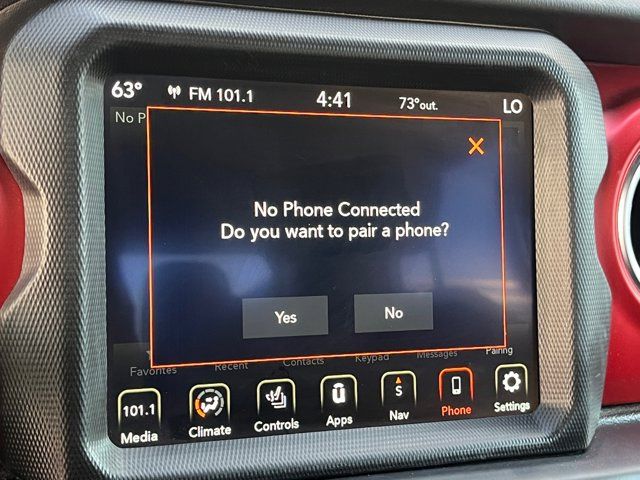 63° FM 101.1 4:41 73°out. LO
No P
No Phone Connected
Do you want to pair a phone?
Yes No
Favorites Recent Contacts Keypad Messages Pairing
101.1 S
Media Climate Controls Apps Nav Phone Settings